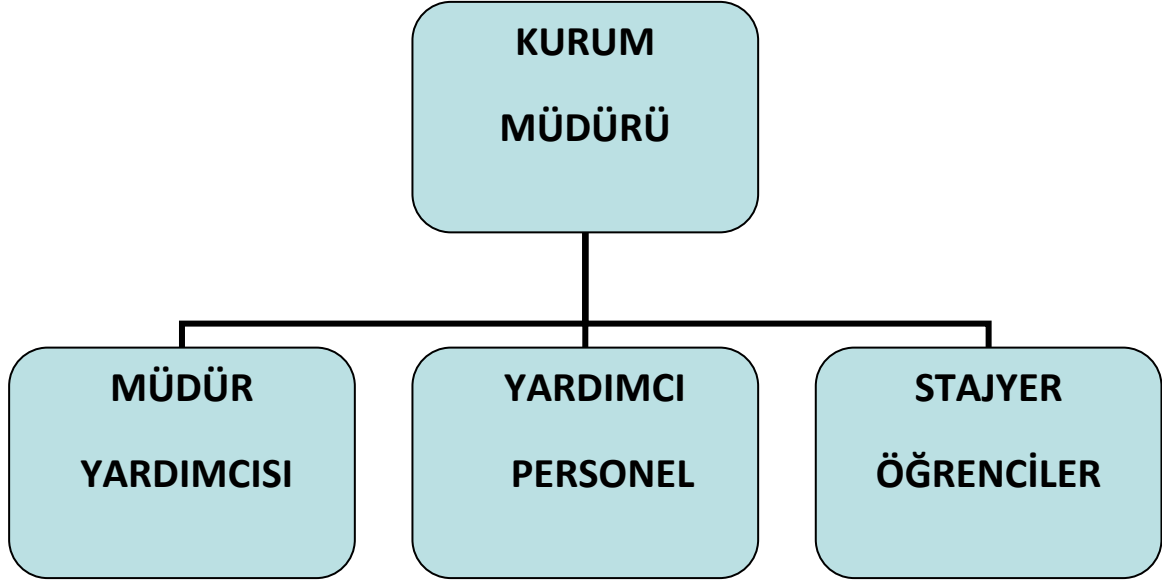 KURUM
MÜDÜRÜ
MÜDÜR
YARDIMCISI
YARDIMCI
PERSONEL
STAJYER
ÖĞRENCİLER